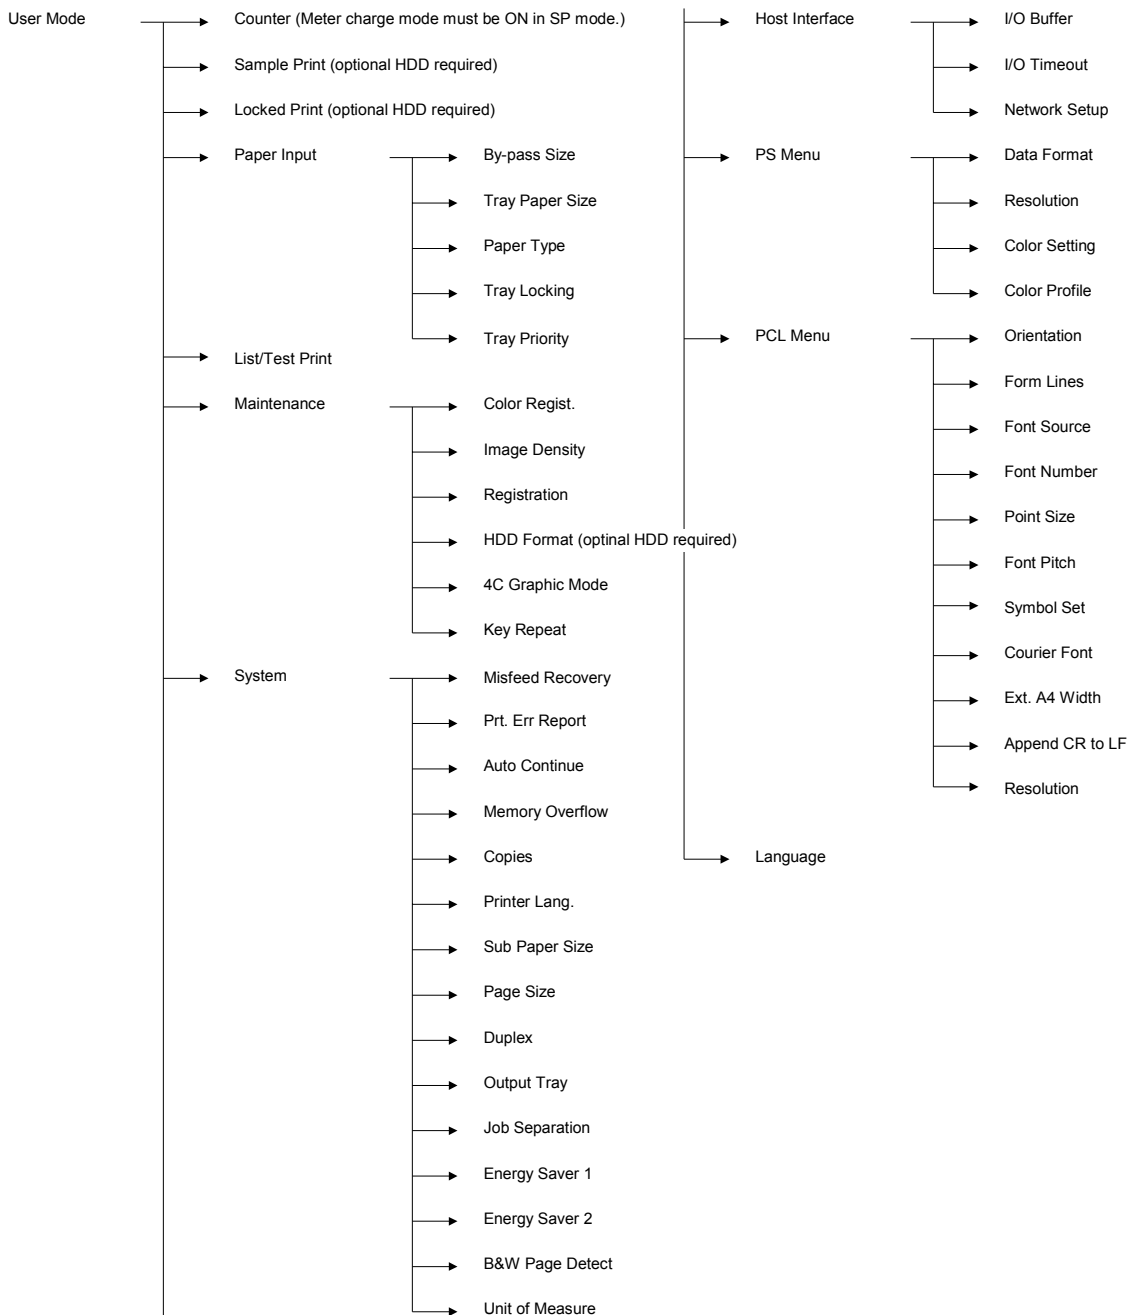 User Mode
Counter (Meter charge mode must be ON in SP mode.)
Sample Print (optional HDD required)
Locked Print (optional HDD required)
Paper Input
By-pass Size
Tray Paper Size
Paper Type
Tray Locking
Tray Priority
List/Test Print
Maintenance
Color Regist.
Image Density
Registration
HDD Format (optinal HDD required)
4C Graphic Mode
Key Repeat
System
Misfeed Recovery
Prt. Err Report
Auto Continue
Memory Overflow
Copies
Printer Lang.
Sub Paper Size
Page Size
Duplex
Output Tray
Job Separation
Energy Saver 1
Energy Saver 2
B&W Page Detect
Unit of Measure
Host Interface
I/O Buffer
I/O Timeout
Network Setup
PS Menu
Data Format
Resolution
Color Setting
Color Profile
PCL Menu
Orientation
Form Lines
Font Source
Font Number
Point Size
Font Pitch
Symbol Set
Courier Font
Ext. A4 Width
Append CR to LF
Resolution
Language